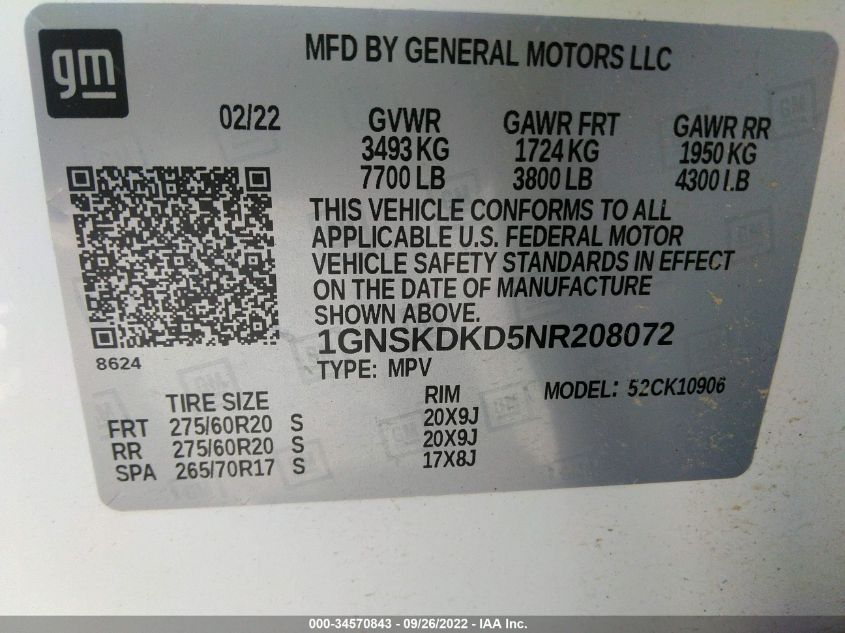 gm
MFD BY GENERAL MOTORS LLC
02/22 GVWR GAWR FRT GAWR RR
3493 KG 1724 KG 1950 KG
7700 LB 3800 LB 4300 LB
THIS VEHICLE CONFORMS TO ALL
APPLICABLE U.S. FEDERAL MOTOR
VEHICLE SAFETY STANDARDS IN EFFECT
ON THE DATE OF MANUFACTURE
SHOWN ABOVE.
1GNSKDKD5NR208072
8624 TYPE: MPV
MODEL: 52CK10906
TIRE SIZE RIM
FRT 275/60R20 S 20X9J
RR 275/60R20 S 20X9J
SPA 265/70R17 S 17X8J
000-34570843 - 09/26/2022 - IAA Inc.